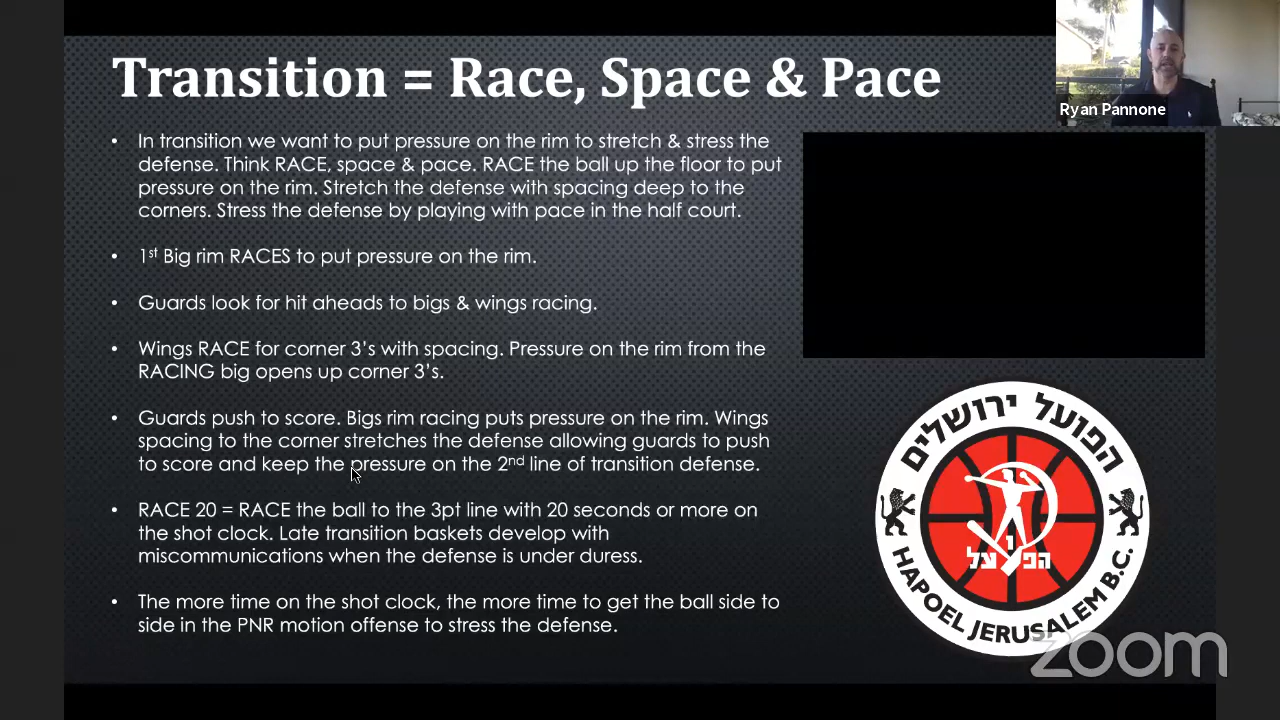 Transition = Race, Space & Pace
Ryan Pannone
• In transition we want to put pressure on the rim to stretch & stress the
defense. Think RACE, space & pace. RACE the ball up the floor to put
pressure on the rim. Stretch the defense with spacing deep to the
corners. Stress the defense by playing with pace in the half court.
• 1st Big rim RACES to put pressure on the rim.
• Guards look for hit aheads to bigs & wings racing.
• Wings RACE for corner 3's with spacing. Pressure on the rim from the
RACING big opens up corner 3's.
• Guards push to score. Bigs rim racing puts pressure on the rim. Wings
spacing to the corner stretches the defense allowing guards to push
to score and keep the pressure on the 2nd line of transition defense.
• RACE 20 = RACE the ball to the 3pt line with 20 seconds or more on
the shot clock. Late transition baskets develop with
miscommunications when the defense is under duress.
• The more time on the shot clock, the more time to get the ball side to
side in the PNR motion offense to stress the defense.
הפועל ירושלים
הפועל
HAPOEL JERUSALEM B.C.
zoom